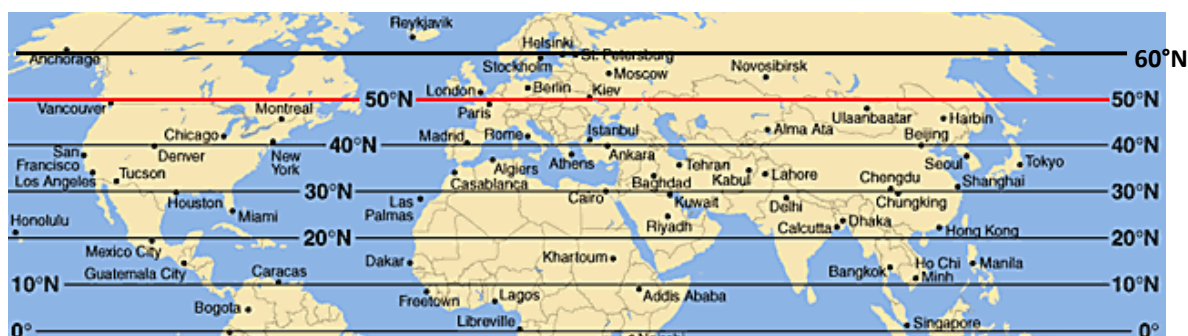 Reykjavik
Helsinki
60°N
Anchorage
St. Petersburg
Stockholm
Moscow
Novosibirsk
London
Berlin
Kiev
Vancouver
Montreal
50°N
50°N
Paris
Ulaanbaatar
Harbin
Chicago
Madrid
Rome
Istanbul
Alma Ata
Beijing
40°N
40°N
San
Francisco
Denver
New
York
Algiers
Athens
Ankara
Tehran
Seoul
Tokyo
Los Angeles
Tucson
Casablanca
Baghdad
Kabul
Lahore
Chengdu
Shanghai
30°N
30°N
Houston
Miami
Las
Palmas
Cairo
Kuwait
Delhi
Chungking
Honolulu
Riyadh
Calcutta
Dhaka
Hong Kong
20°N
20°N
Mexico City
Guatemala City
Caracas
Dakar
Khartoum
Bangkok
Ho Chi
Minh
Manila
10°N
10°N
Bogota
Freetown
Lagos
Addis Ababa
Libreville
Singapore
0°
0°